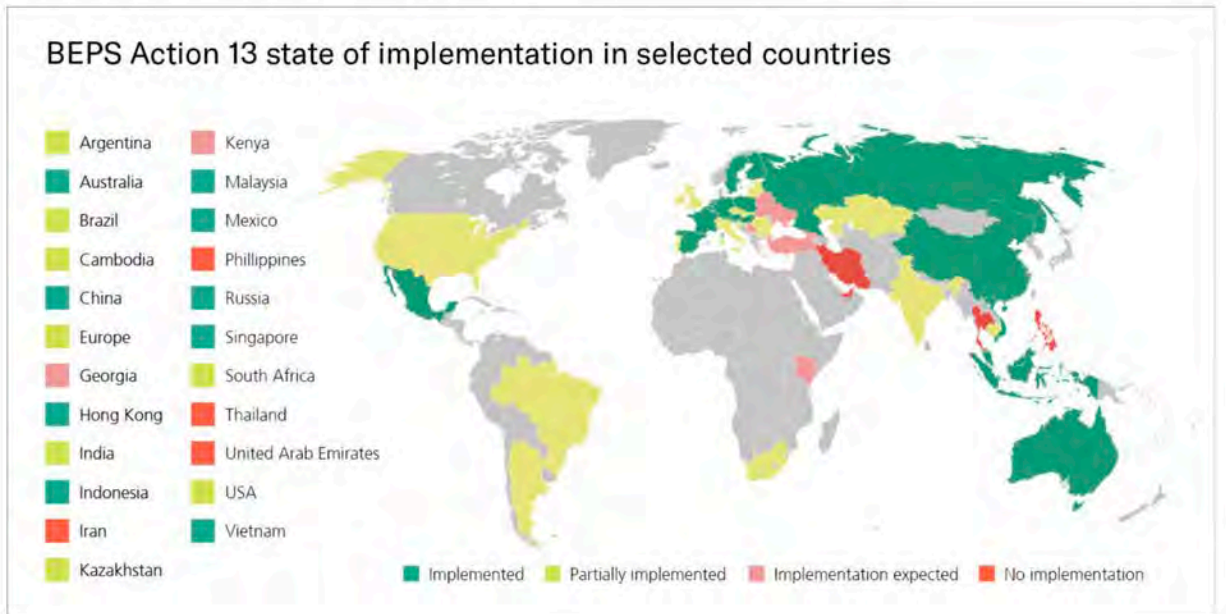 BEPS Action 13 state of implementation in selected countries
Argentina
Australia
Brazil
Cambodia
China
Europe
Georgia
Hong Kong
India
Indonesia
Iran
Kazakhstan
Kenya
Malaysia
Mexico
Phillippines
Russia
Singapore
South Africa
Thailand
United Arab Emirates
USA
Vietnam
Implemented
Partially implemented
Implementation expected
No implementation